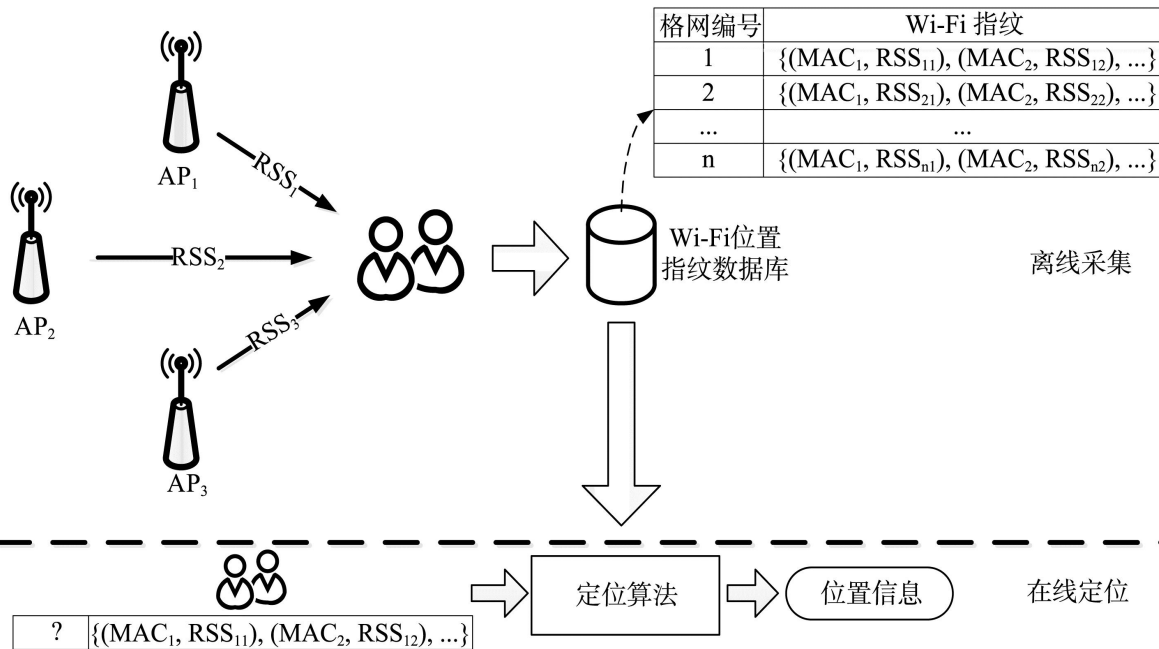 格网编号 Wi-Fi 指纹
1 {(MAC₁, RSS₁₁), (MAC₂, RSS₁₂), ...}
2 {(MAC₁, RSS₂₁), (MAC₂, RSS₂₂), ...}
... ...
n {(MAC₁, RSSₙ₁), (MAC₂, RSSₙ₂), ...}
AP₁
RSS₁
AP₂
RSS₂
RSS₃
AP₃
Wi-Fi位置
指纹数据库
离线采集
? {(MAC₁, RSS₁₁), (MAC₂, RSS₁₂), ...}
定位算法
位置信息
在线定位